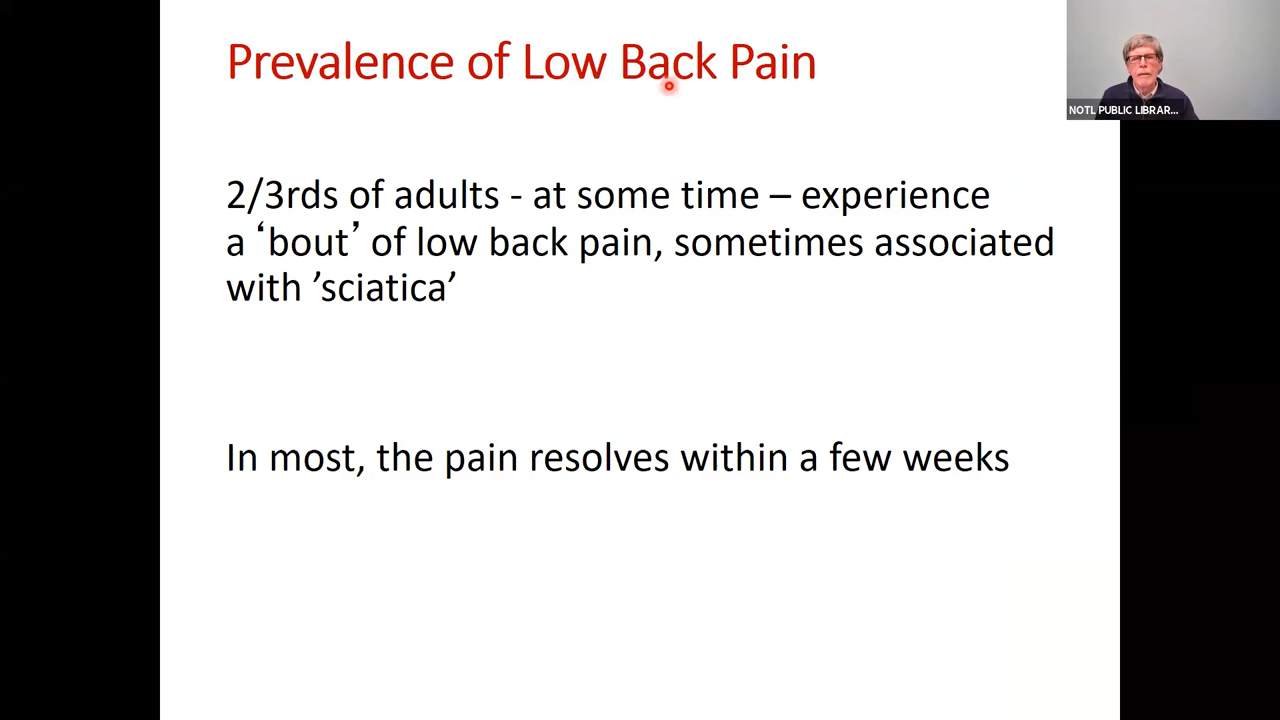 Prevalence of Low Back Pain
NOTL PUBLIC LIBRAR...
2/3rds of adults - at some time – experience
a ‘bout’ of low back pain, sometimes associated
with ’sciatica’
In most, the pain resolves within a few weeks